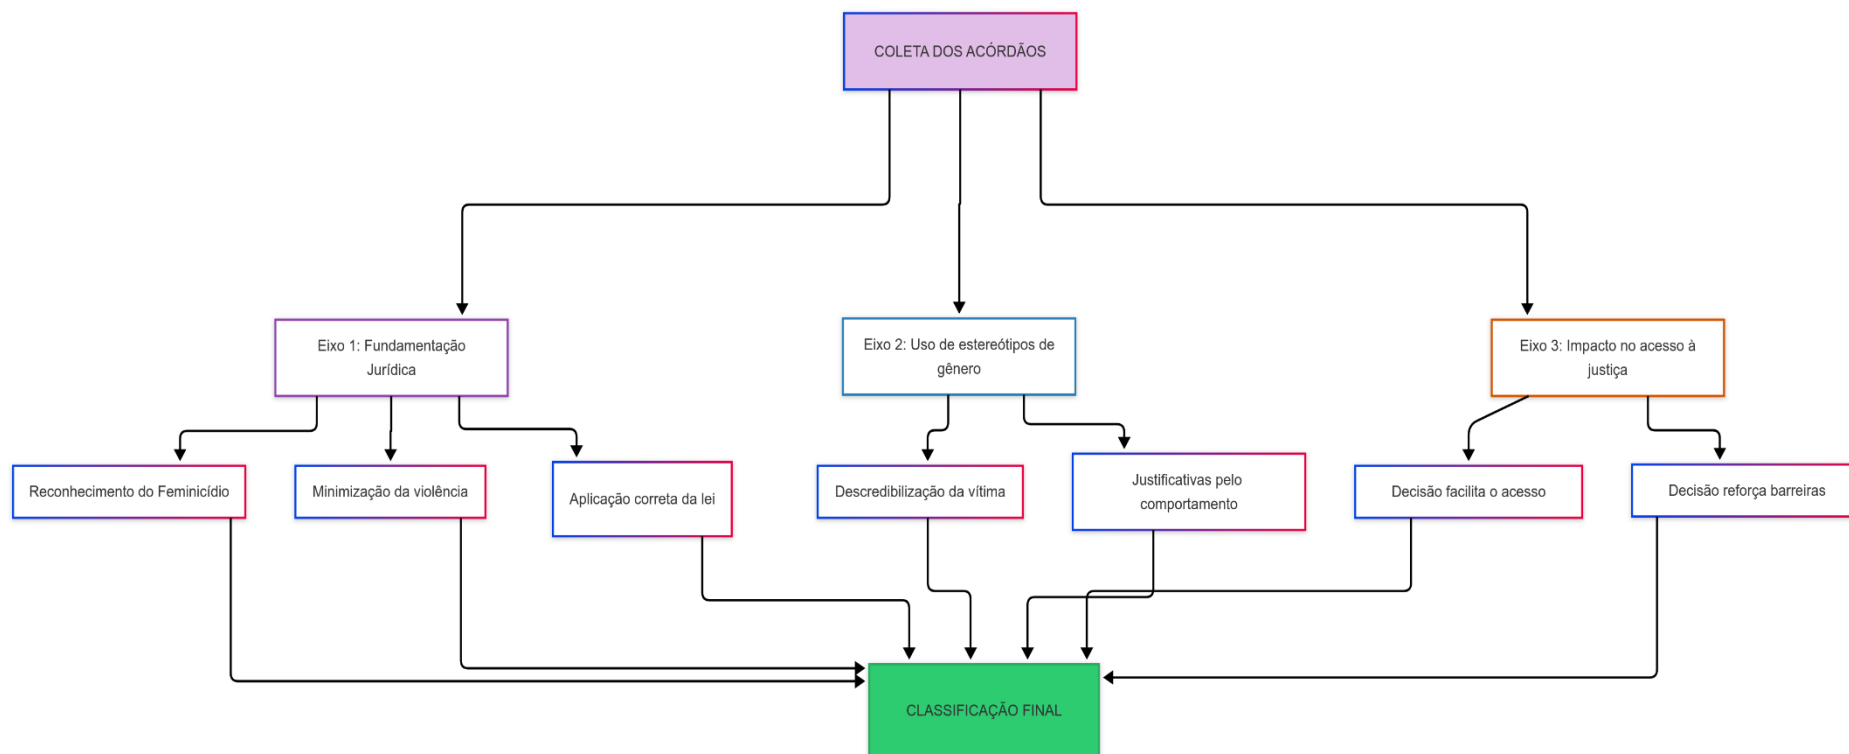 COLETA DOS ACÓRDÃOS
Eixo 1: Fundamentação
Jurídica
Eixo 2: Uso de estereótipos de
gênero
Eixo 3: Impacto no acesso à
justiça
Reconhecimento do Feminicídio
Minimização da violência
Aplicação correta da lei
Descredibilização da vítima
Justificativas pelo
comportamento
Decisão facilita o acesso
Decisão reforça barreiras
CLASSIFICAÇÃO FINAL